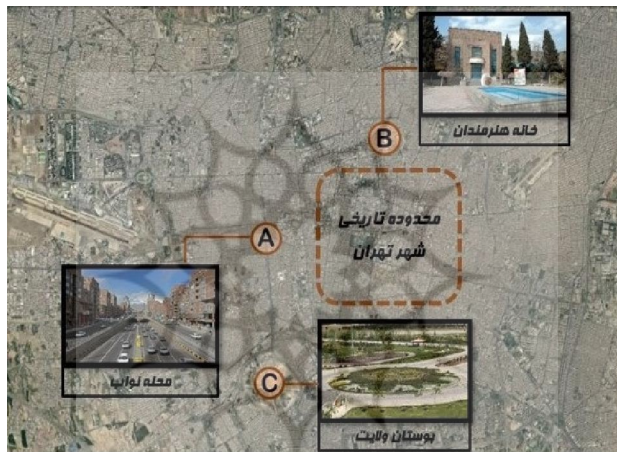 خانه هنرمندان
B
محدوده تاریخی
شهر تهران
A
محله نواب
C
بوستان ولایت